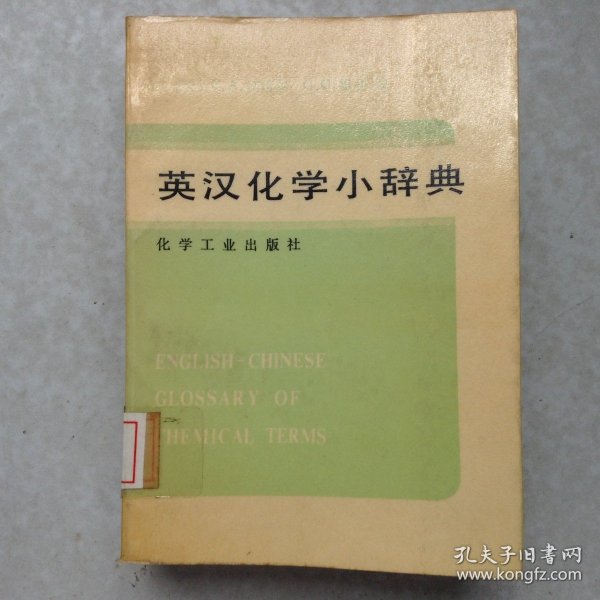 英汉化学小辞典
化学工业出版社
ENGLISH-CHINESE
GLOSSARY OF
CHEMICAL TERMS
孔夫子旧书网
www.kongfz.com